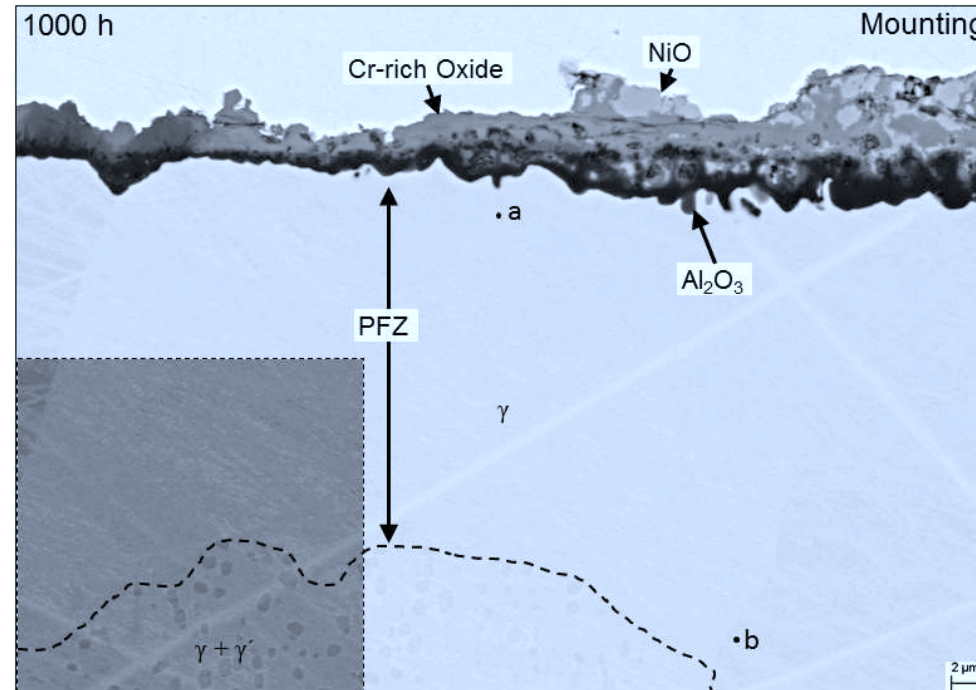 1000 h
Mounting
NiO
Cr-rich Oxide
a
Al₂O₃
PFZ
γ
b
γ + γ´
2 µm